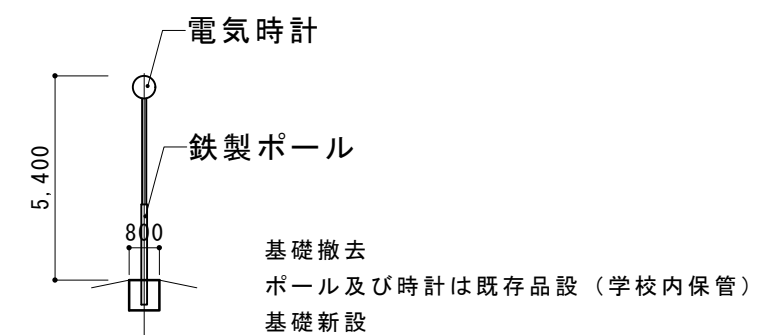 電気時計
鉄製ポール
5,400
800
基礎撤去
ポール及び時計は既存品設（学校内保管）
基礎新設